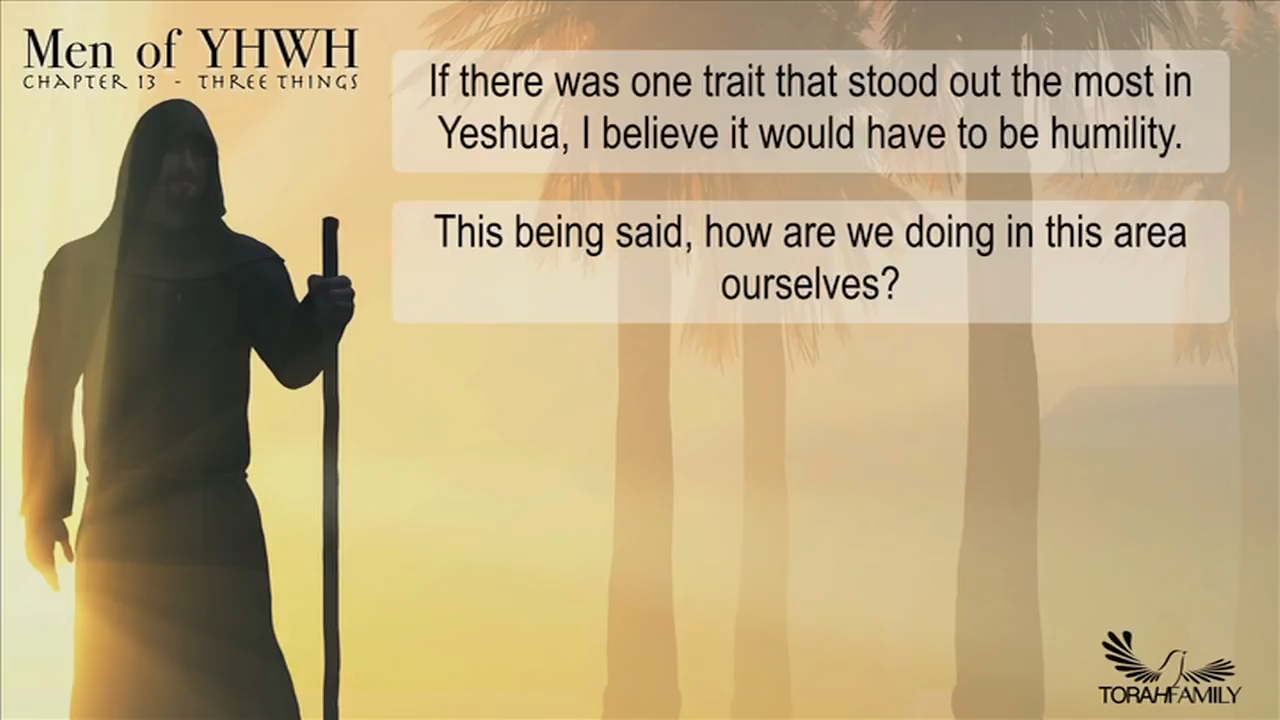 Men of YHWH
CHAPTER 13 - THREE THINGS
If there was one trait that stood out the most in
Yeshua, I believe it would have to be humility.
This being said, how are we doing in this area
ourselves?
TORAHFAMILY